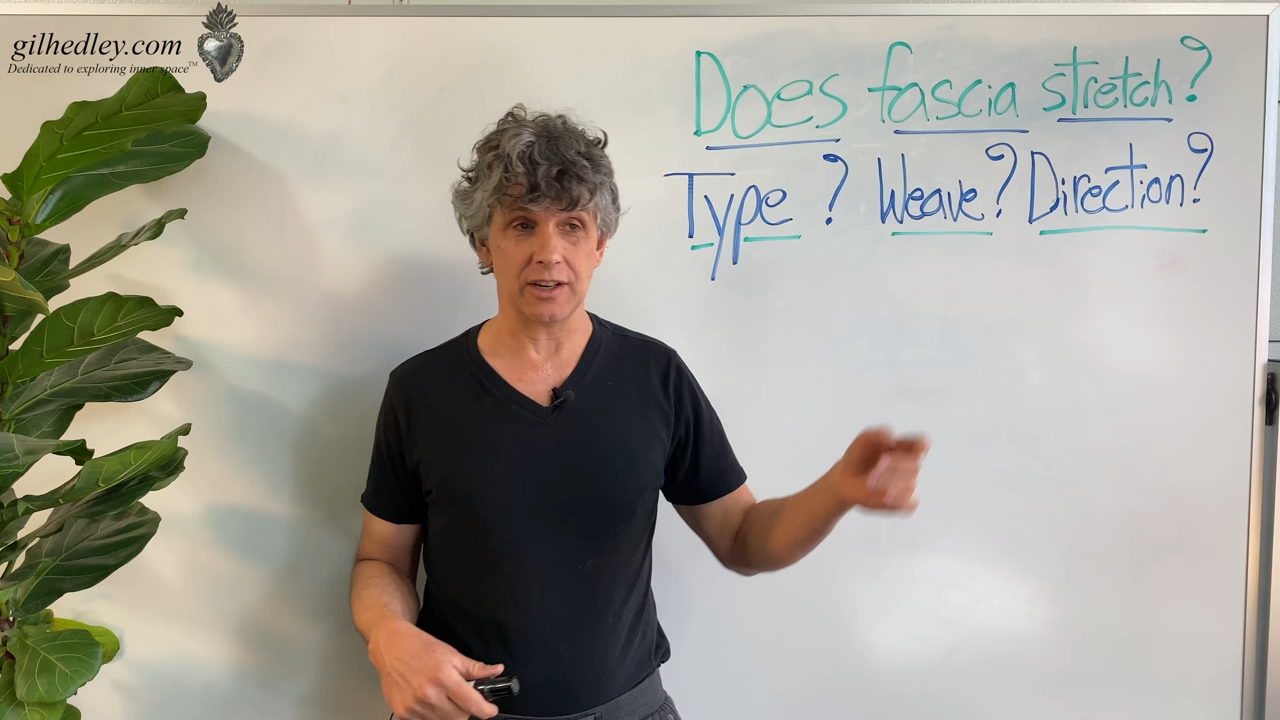 gilhedley.com
Dedicated to exploring inner space™
Does fascia stretch?
Type? Weave? Direction?